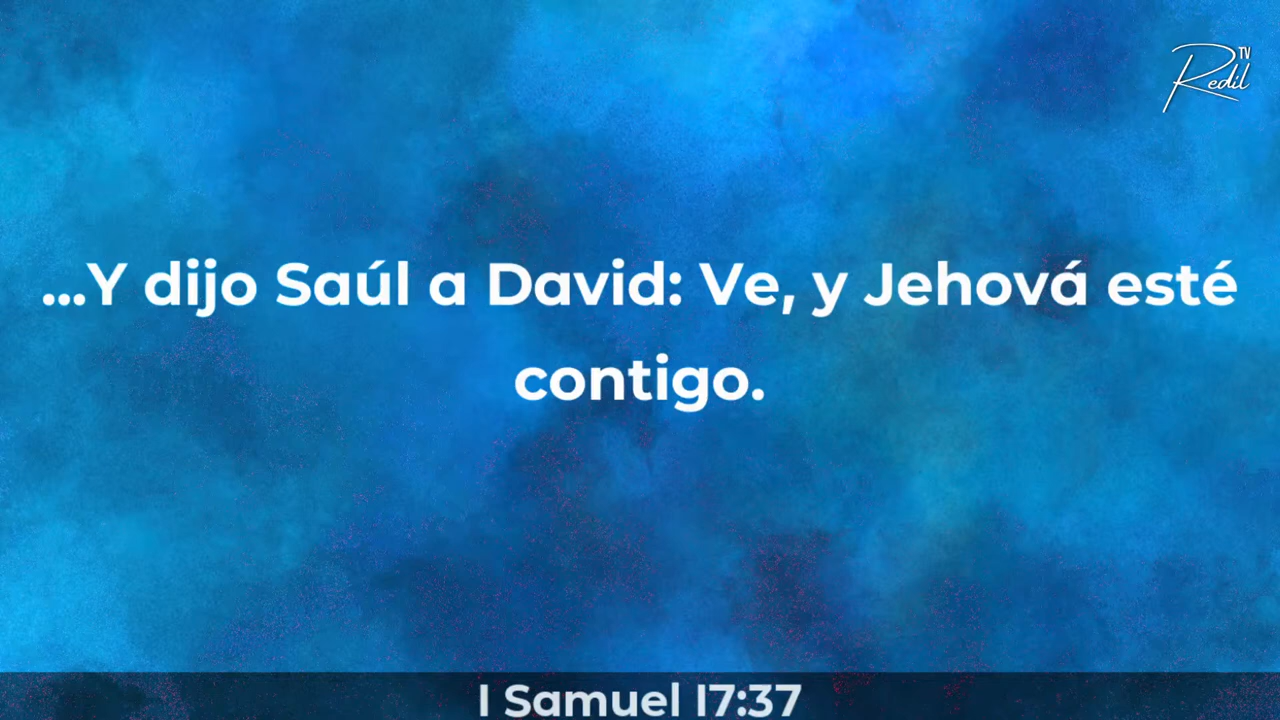 TV
Redil
...Y dijo Saúl a David: Ve, y Jehová esté
contigo.
I Samuel 17:37